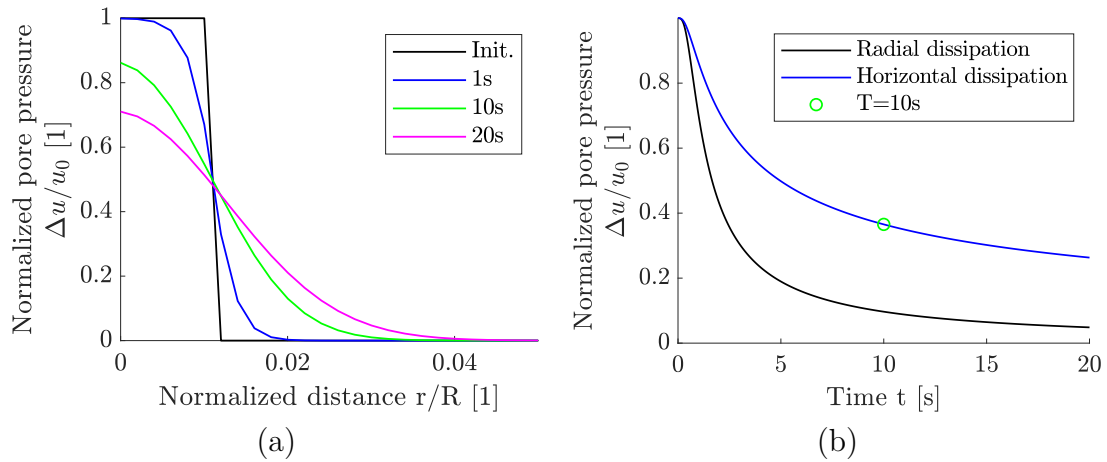 Normalized pore pressure
Δu/u₀ [1]
1
0.8
0.6
0.4
0.2
0
0
0.02
0.04
Normalized distance r/R [1]
Init.
1s
10s
20s
(a)
Normalized pore pressure
Δu/u₀ [1]
0.8
0.6
0.4
0.2
0
0
5
10
15
20
Time t [s]
Radial dissipation
Horizontal dissipation
T=10s
(b)